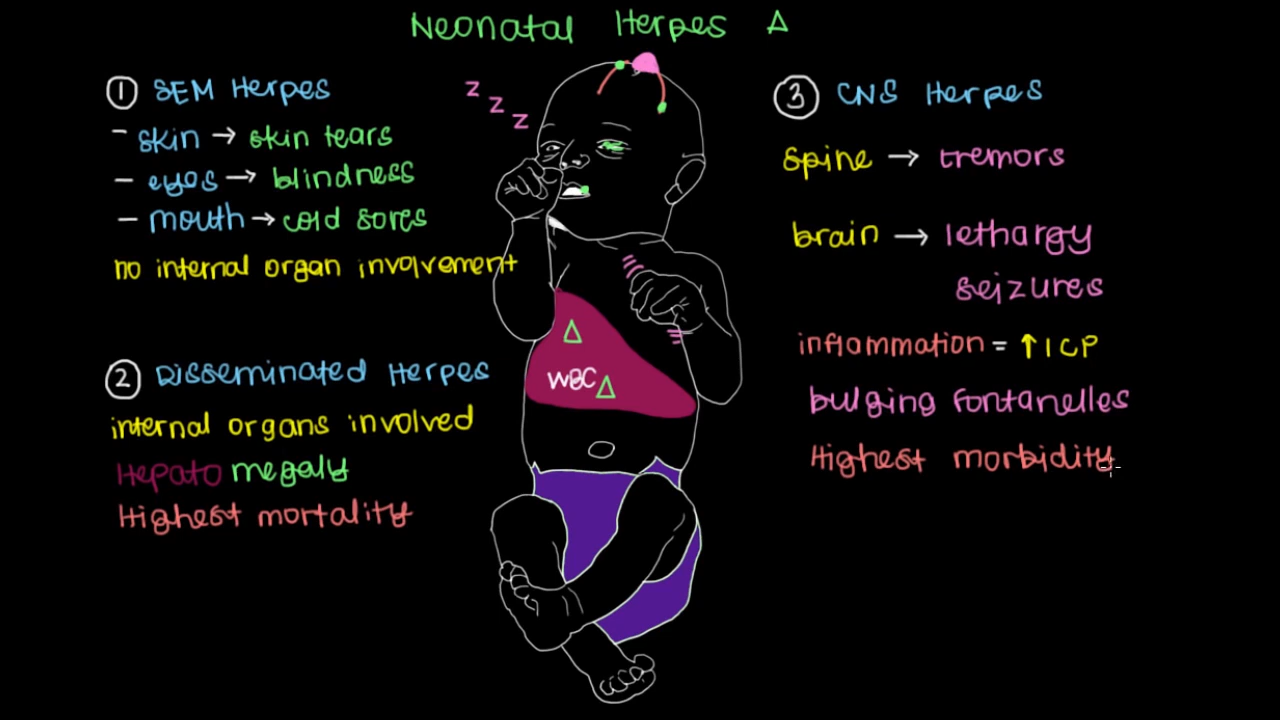 Neonatal Herpes Δ
① SEM Herpes
- skin → skin tears
- eyes → blindness
- mouth → cold sores
no internal organ involvement
② Disseminated Herpes
internal organs involved
Hepatomegaly
Highest mortality
z
z
z
Δ
WBC Δ
③ CNS Herpes
spine → tremors
brain → lethargy
seizures
inflammation = ↑ICP
bulging fontanelles
Highest morbidity